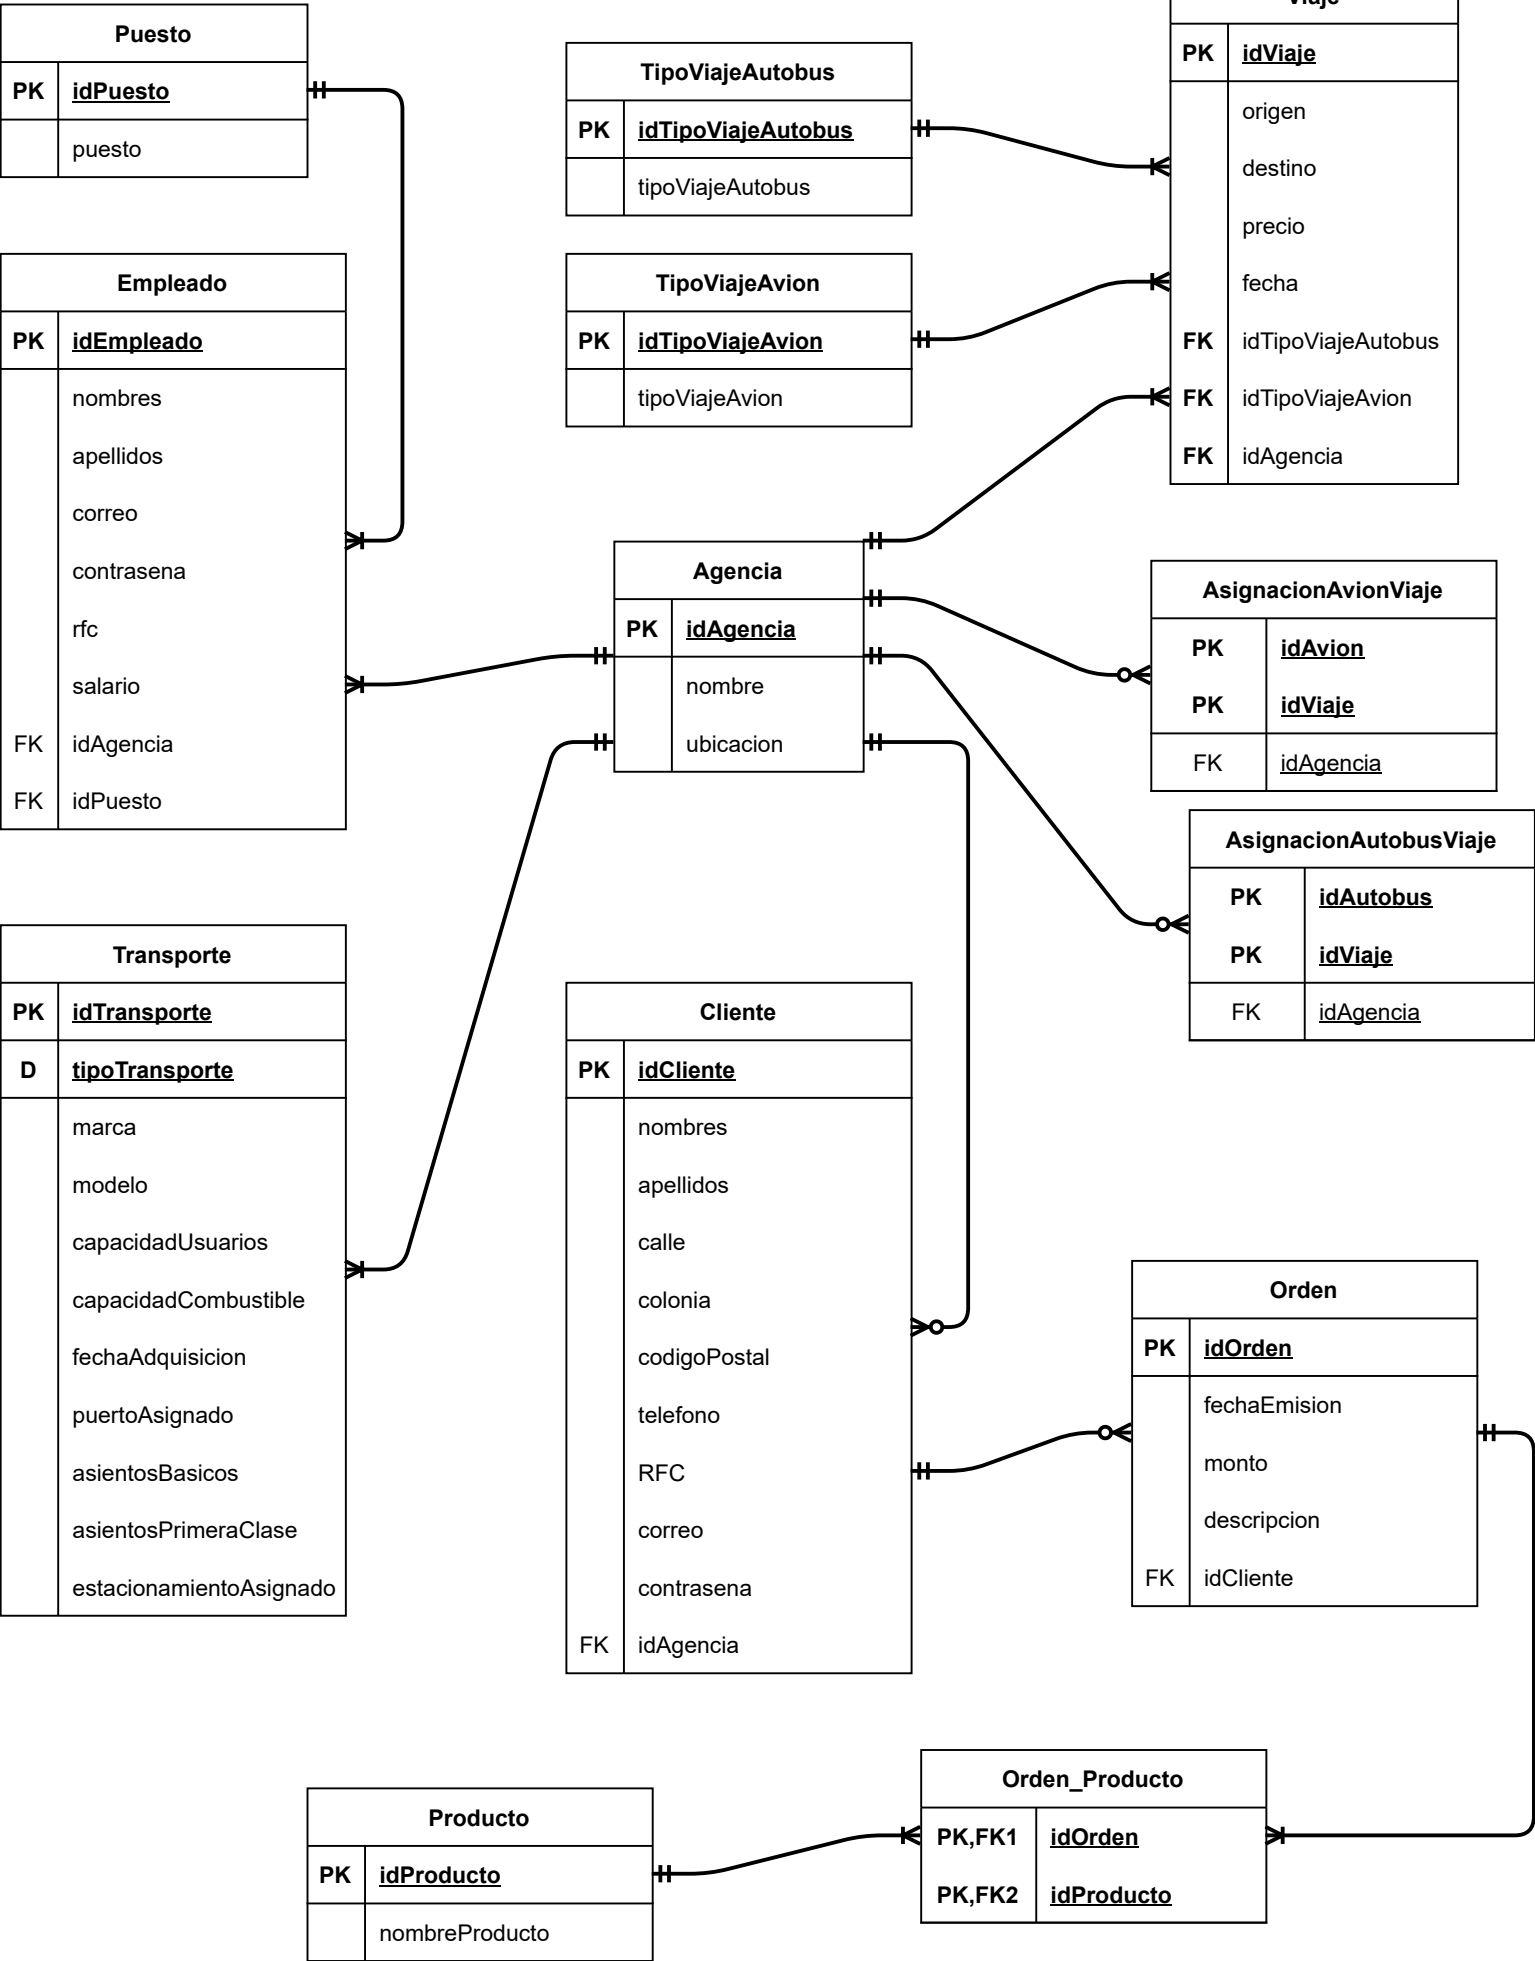 Puesto
PK idPuesto
puesto
TipoViajeAutobus
PK idTipoViajeAutobus
tipoViajeAutobus
Viaje
PK idViaje
origen
destino
precio
fecha
FK idTipoViajeAutobus
FK idTipoViajeAvion
FK idAgencia
Empleado
PK idEmpleado
nombres
apellidos
correo
contrasena
rfc
salario
FK idAgencia
FK idPuesto
TipoViajeAvion
PK idTipoViajeAvion
tipoViajeAvion
Agencia
PK idAgencia
nombre
ubicacion
AsignacionAvionViaje
PK idAvion
PK idViaje
FK idAgencia
AsignacionAutobusViaje
PK idAutobus
PK idViaje
FK idAgencia
Transporte
PK idTransporte
D tipoTransporte
marca
modelo
capacidadUsuarios
capacidadCombustible
fechaAdquisicion
puertoAsignado
asientosBasicos
asientosPrimeraClase
estacionamientoAsignado
Cliente
PK idCliente
nombres
apellidos
calle
colonia
codigoPostal
telefono
RFC
correo
contrasena
FK idAgencia
Orden
PK idOrden
fechaEmision
monto
descripcion
FK idCliente
Producto
PK idProducto
nombreProducto
Orden_Producto
PK,FK1 idOrden
PK,FK2 idProducto